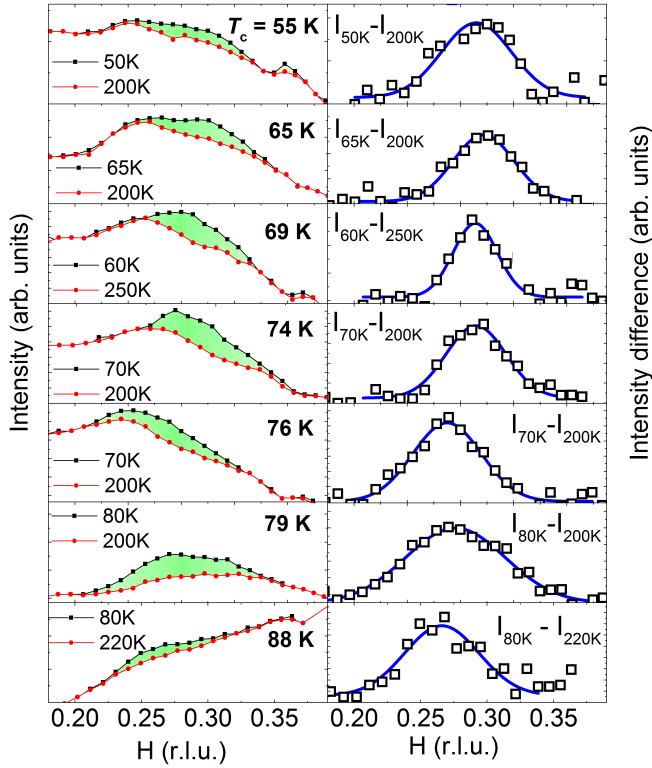 Intensity (arb. units)
Intensity difference (arb. units)
Tc = 55 K
50K
200K
I50K–I200K
65 K
65K
200K
I65K–I200K
69 K
60K
250K
I60K–I250K
74 K
70K
200K
I70K–I200K
76 K
70K
200K
I70K–I200K
79 K
80K
200K
I80K–I200K
88 K
80K
220K
I80K – I220K
0.20 0.25 0.30 0.35
0.20 0.25 0.30 0.35
H (r.l.u.)
H (r.l.u.)